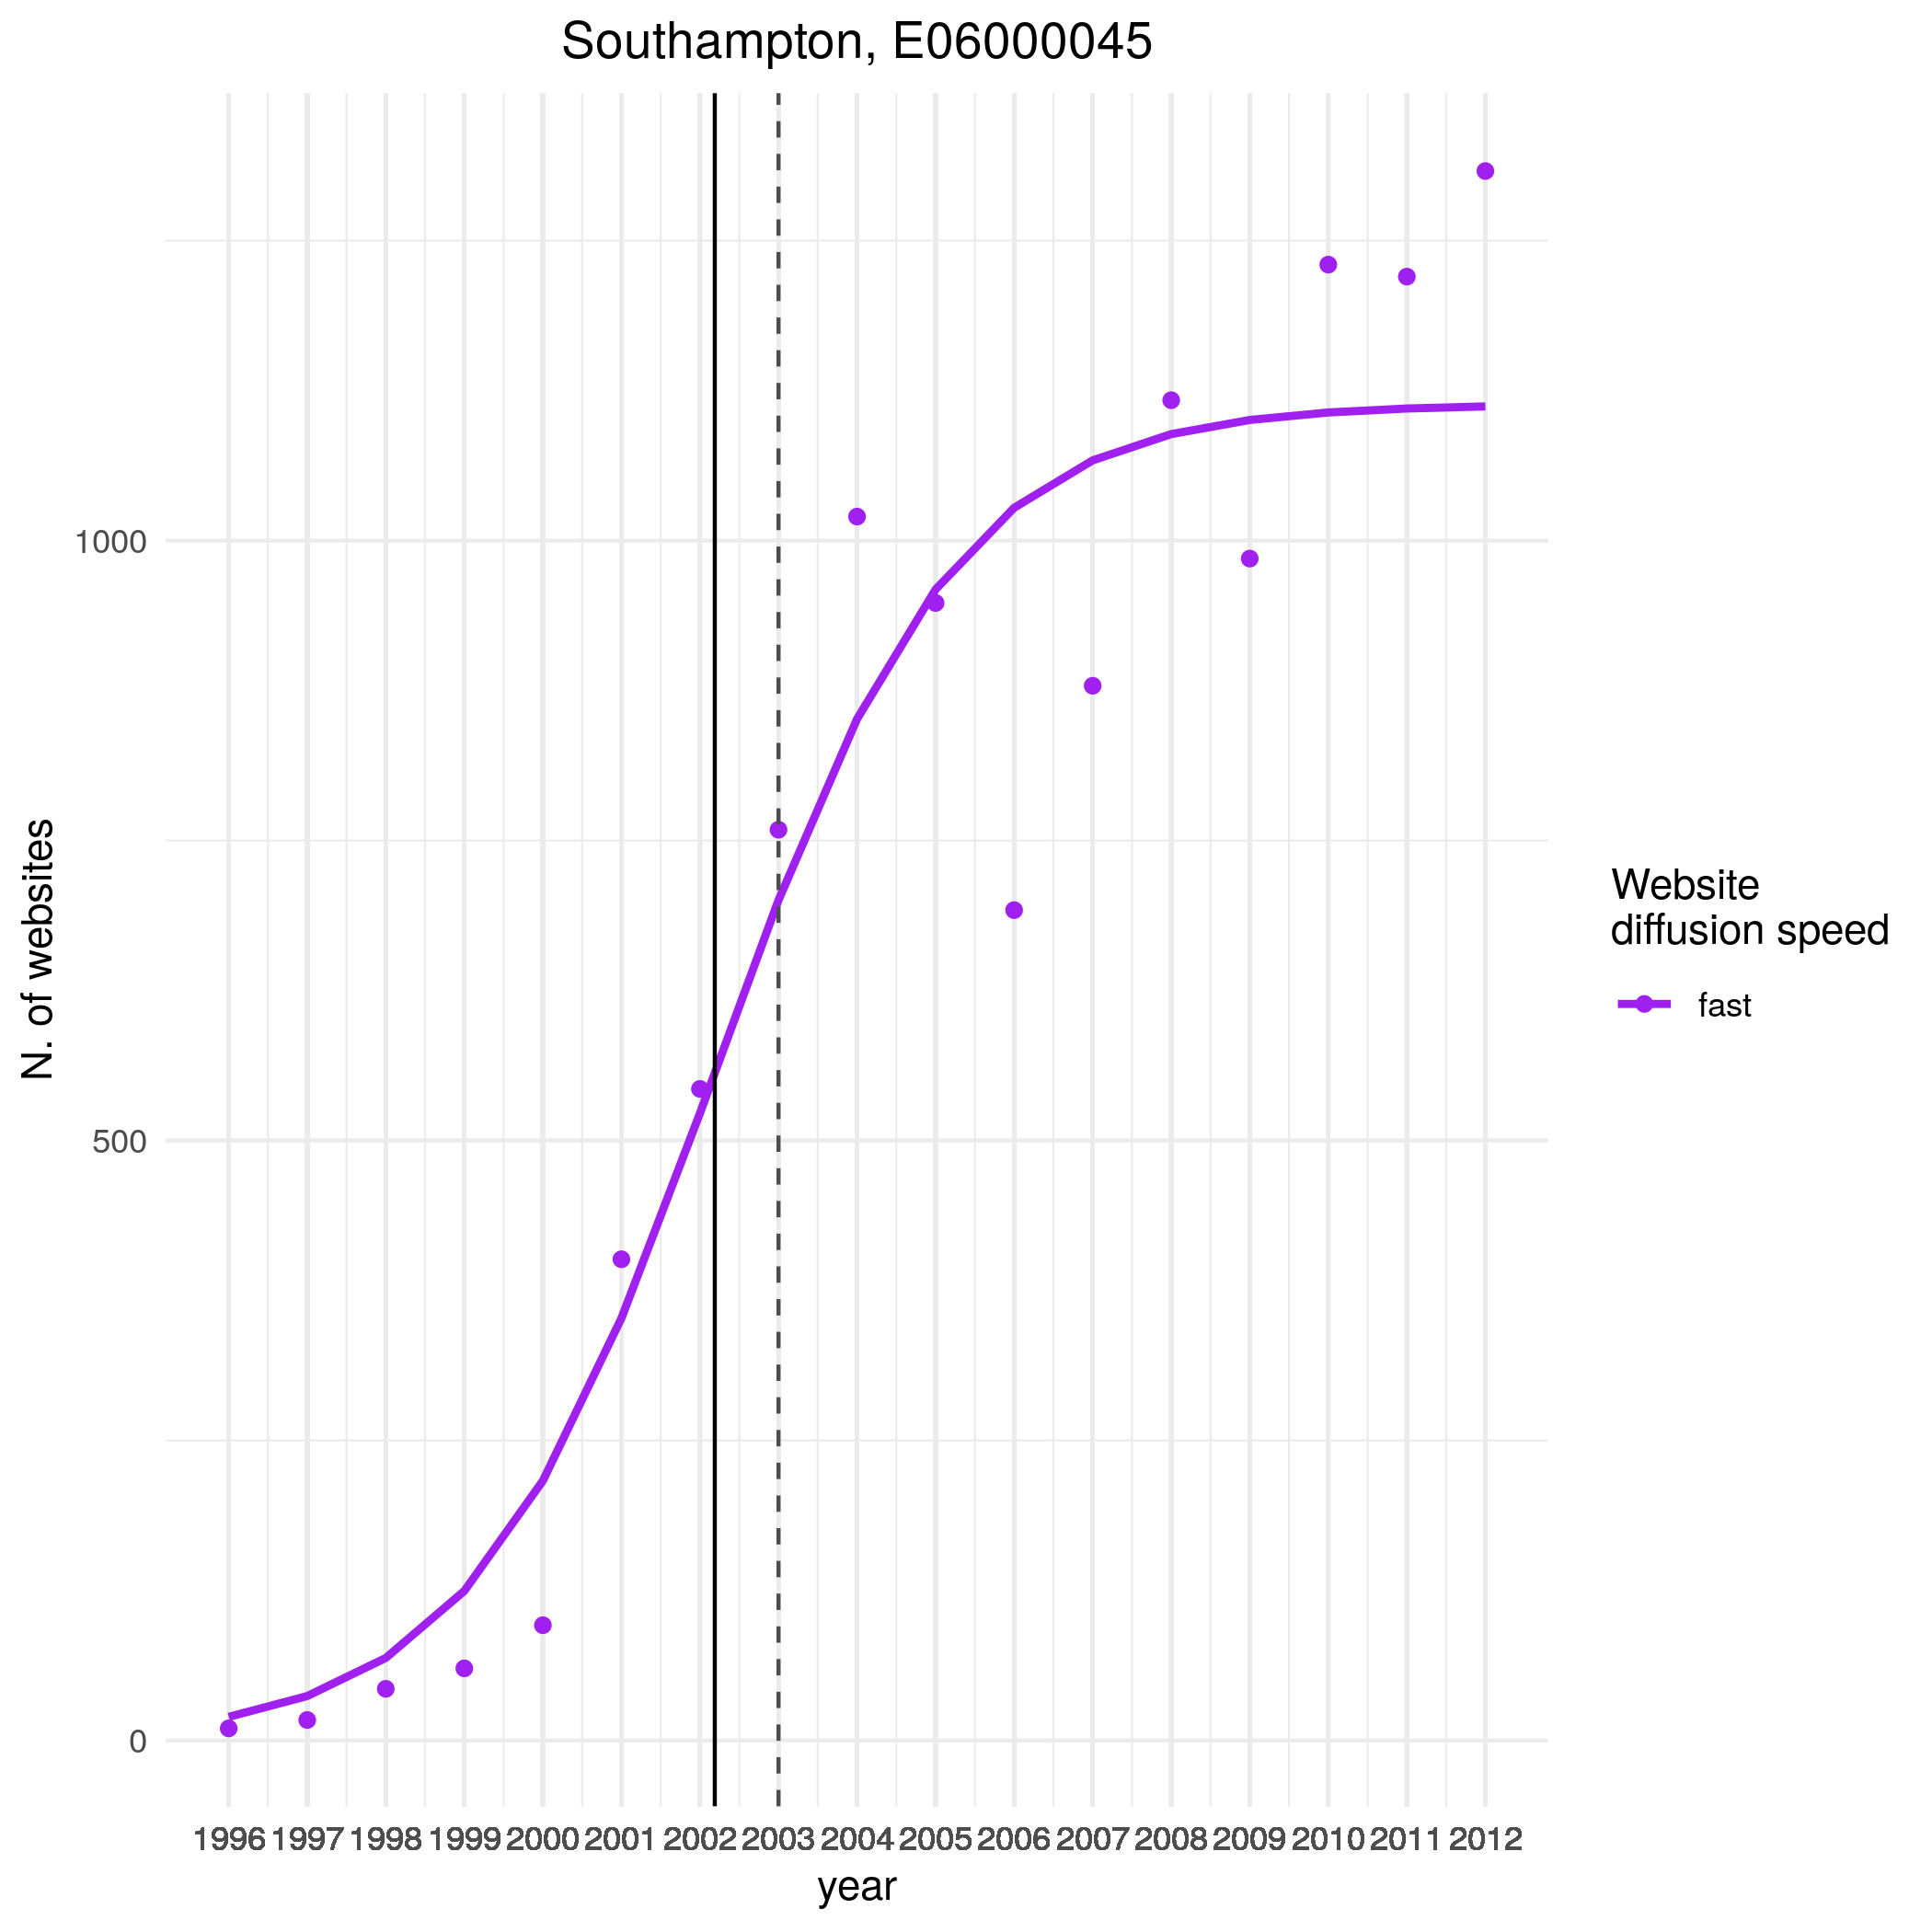 Southampton, E06000045
N. of websites
1000
500
0
1996 1997 1998 1999 2000 2001 2002 2003 2004 2005 2006 2007 2008 2009 2010 2011 2012
year
Website
diffusion speed
fast